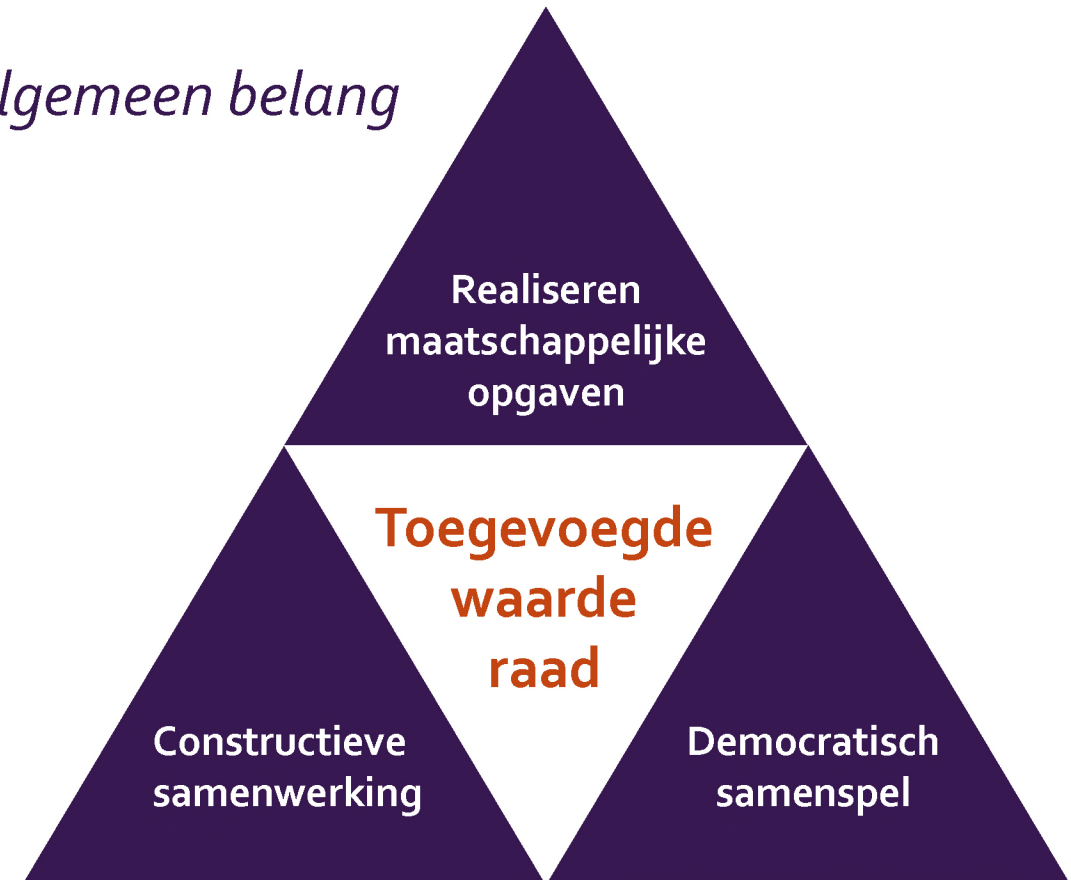 lgemeen belang
Realiseren
maatschappelijke
opgaven
Toegevoegde
waarde
raad
Constructieve
samenwerking
Democratisch
samenspel